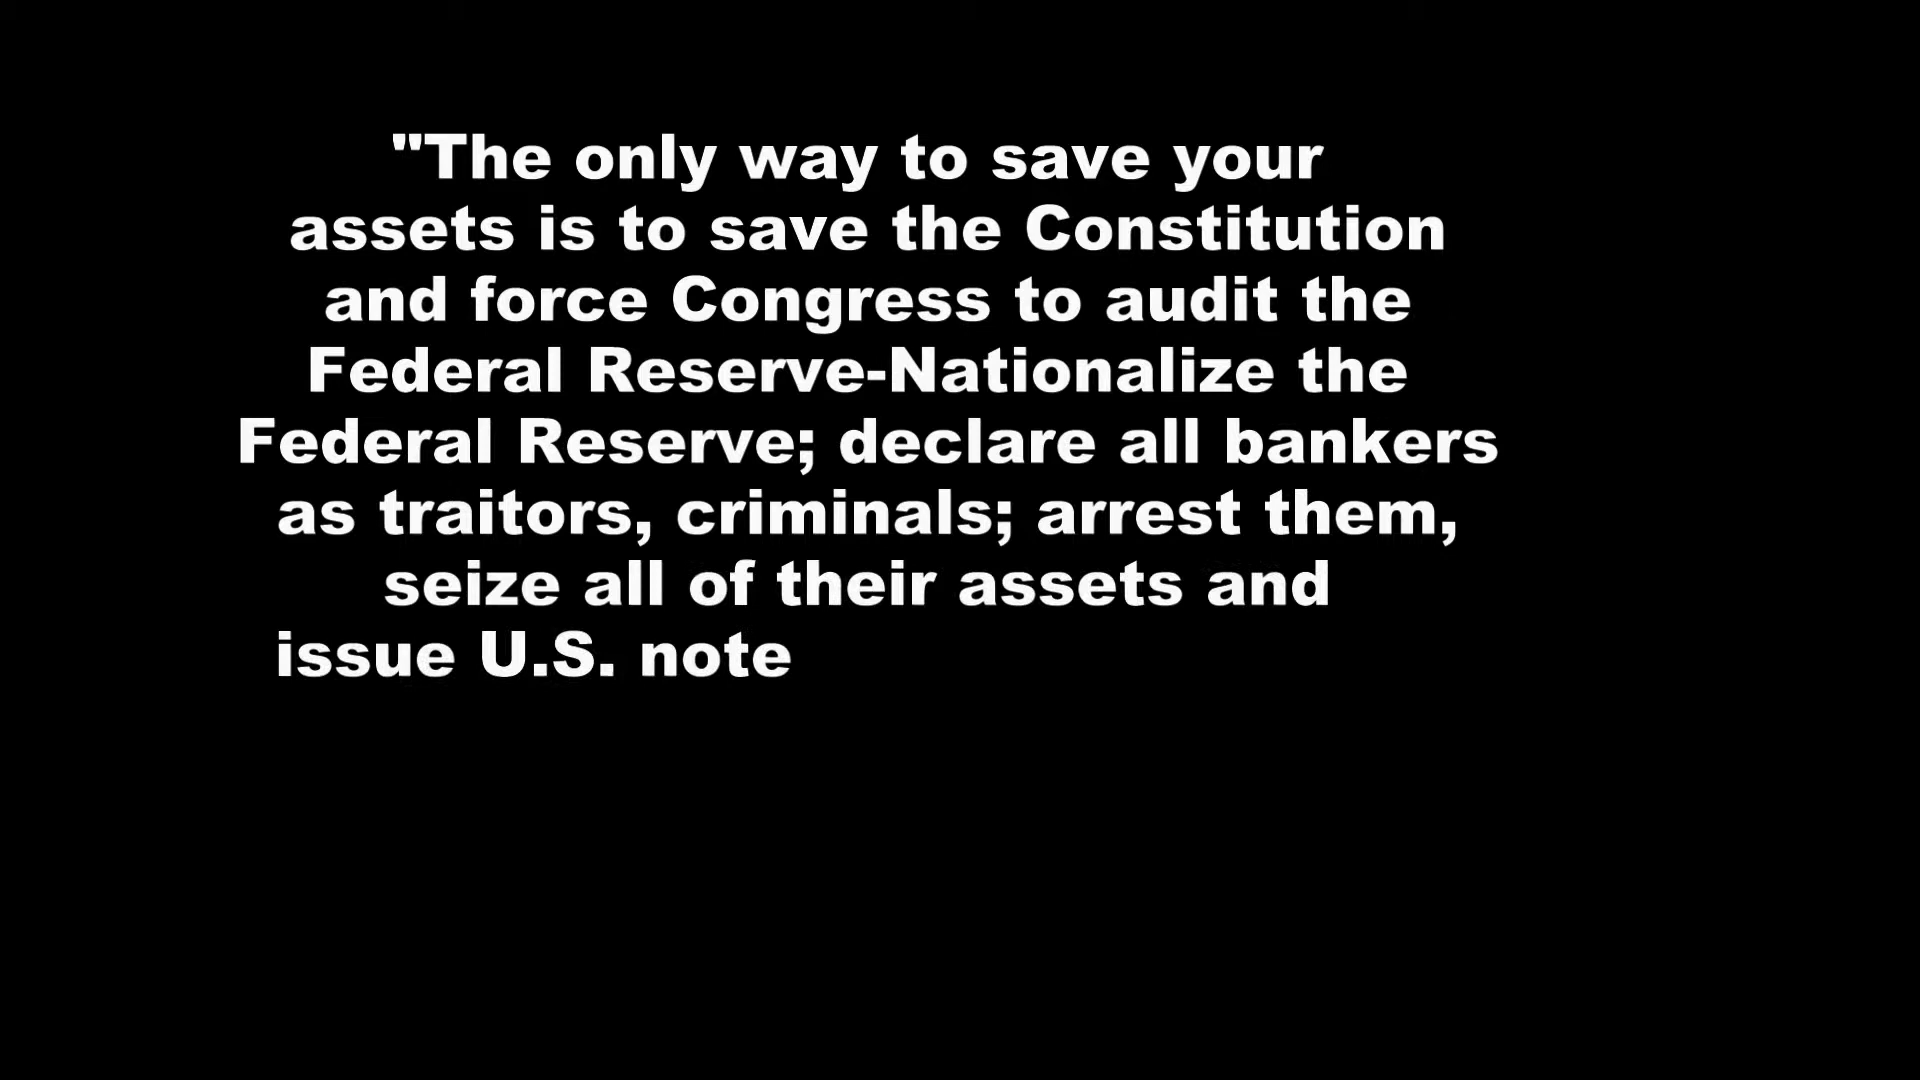 "The only way to save your
assets is to save the Constitution
and force Congress to audit the
Federal Reserve-Nationalize the
Federal Reserve; declare all bankers
as traitors, criminals; arrest them,
seize all of their assets and
issue U.S. note